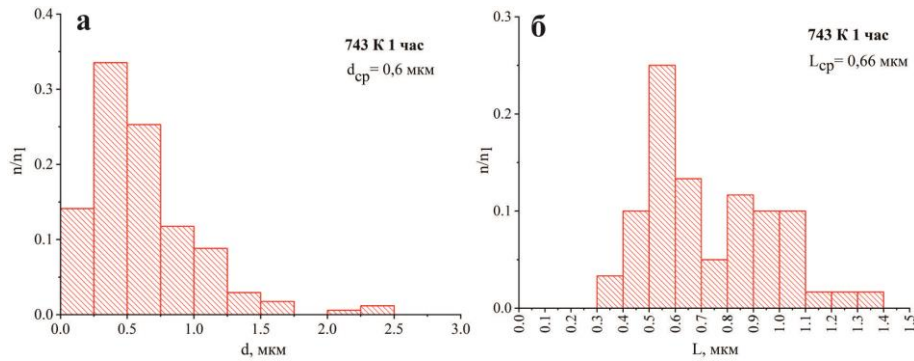 а
743 К 1 час
dср= 0,6 мкм
n/n1
0.4
0.3
0.2
0.1
0.0
0.0 0.5 1.0 1.5 2.0 2.5 3.0
d, мкм
б
743 К 1 час
Lср= 0,66 мкм
n/n1
0.3
0.2
0.1
0.0
0.0 0.1 0.2 0.3 0.4 0.5 0.6 0.7 0.8 0.9 1.0 1.1 1.2 1.3 1.4 1.5
L, мкм